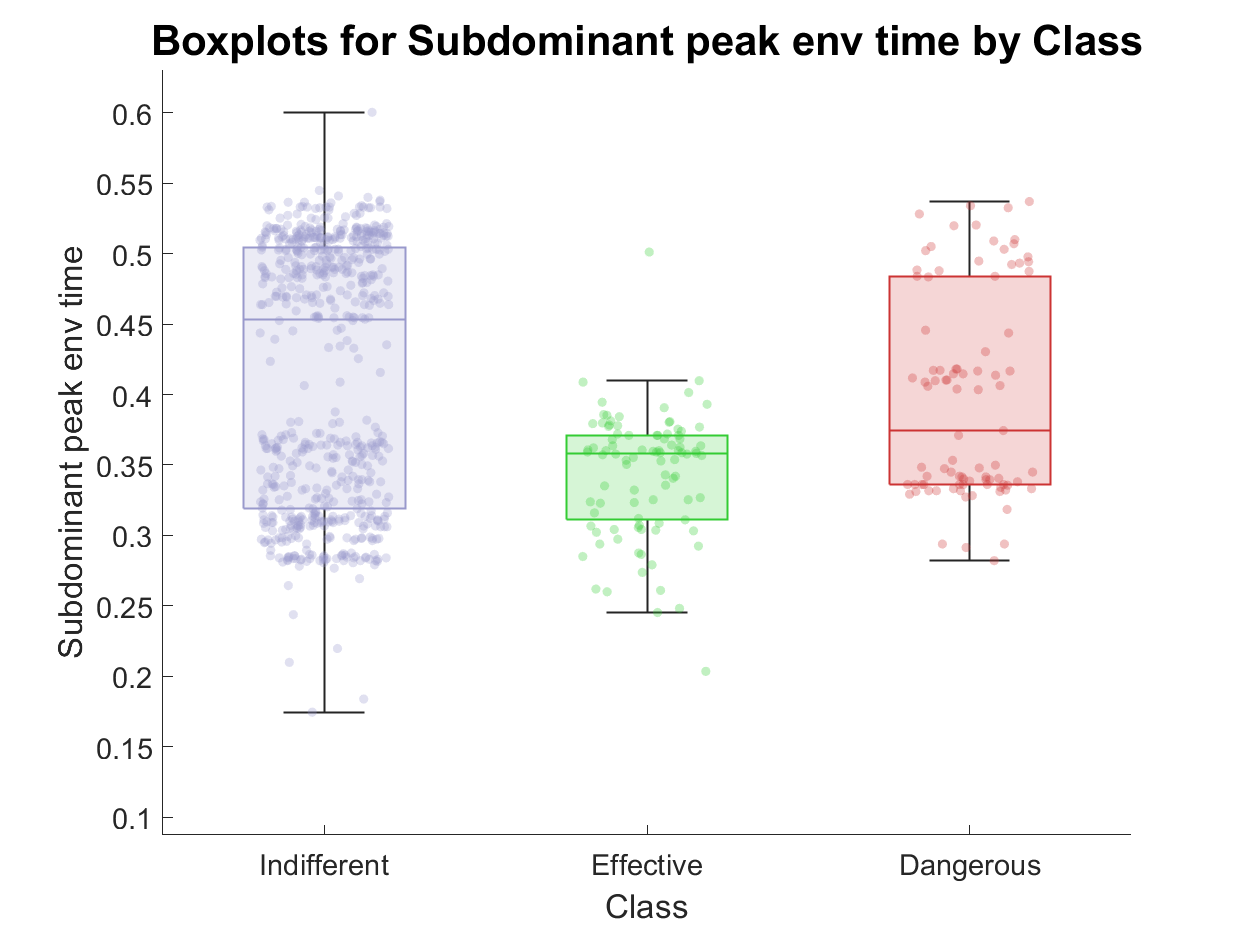 Boxplots for Subdominant peak env time by Class
Subdominant peak env time
0.6
0.55
0.5
0.45
0.4
0.35
0.3
0.25
0.2
0.15
0.1
Indifferent
Effective
Dangerous
Class